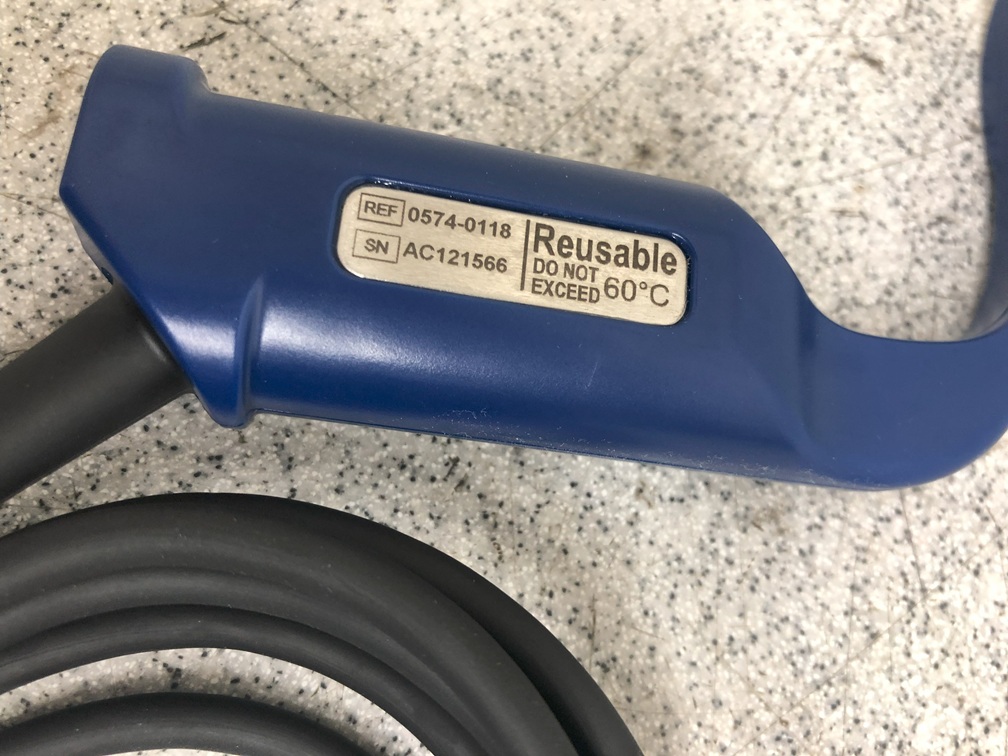 REF 0574-0118
SN AC121566
Reusable
DO NOT
EXCEED 60°C